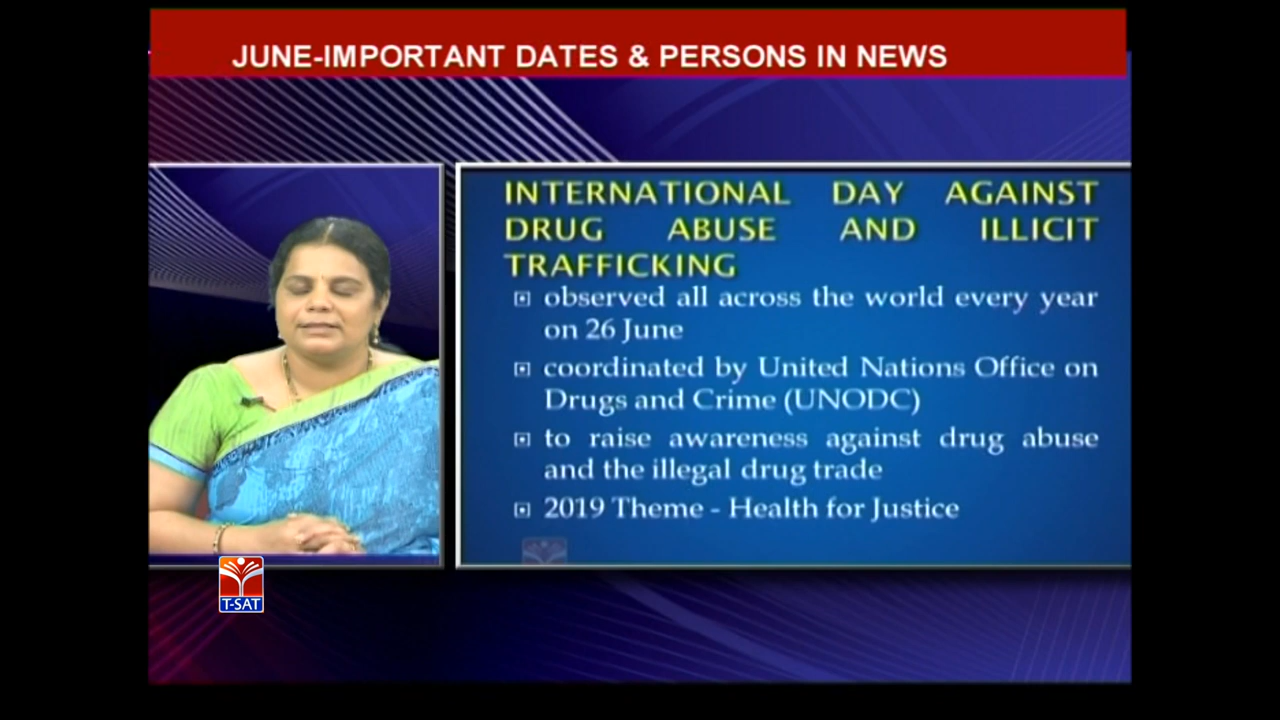 JUNE-IMPORTANT DATES & PERSONS IN NEWS
INTERNATIONAL DAY AGAINST
DRUG ABUSE AND ILLICIT
TRAFFICKING
observed all across the world every year
on 26 June
coordinated by United Nations Office on
Drugs and Crime (UNODC)
to raise awareness against drug abuse
and the illegal drug trade
2019 Theme - Health for Justice
T-SAT